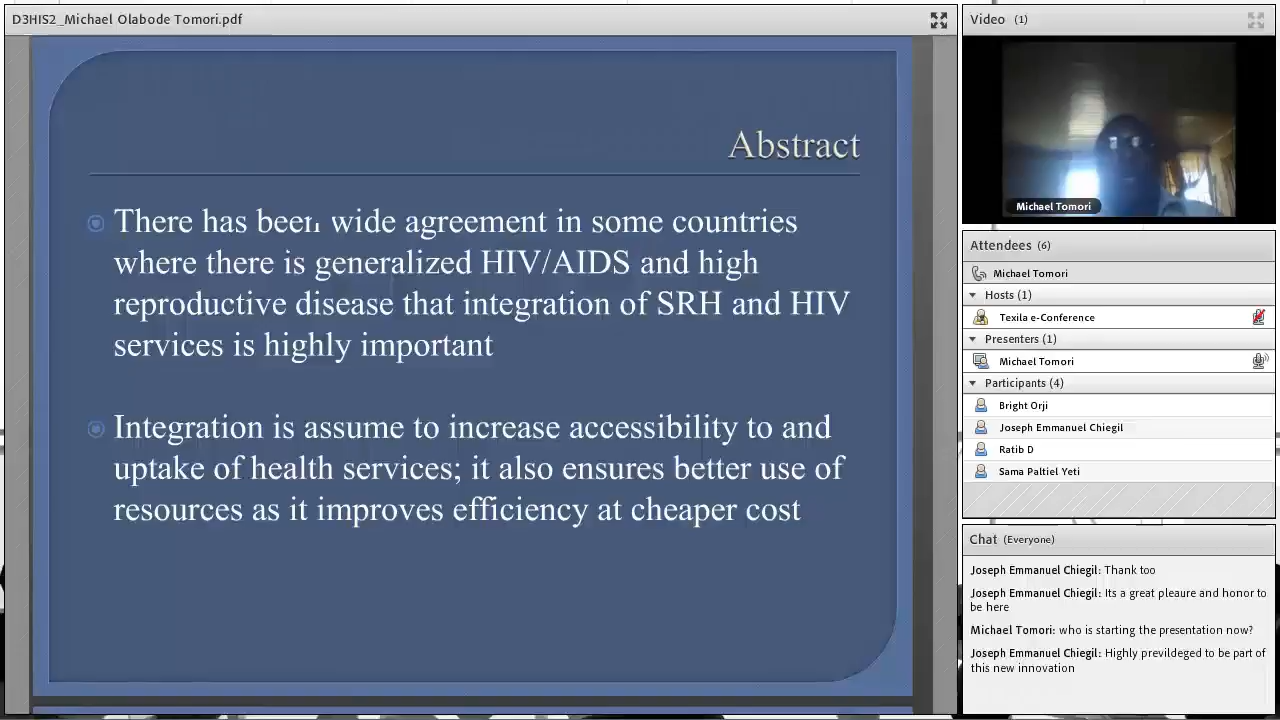 D3HIS2_Michael Olabode Tomori.pdf
Abstract
There has been wide agreement in some countries
where there is generalized HIV/AIDS and high
reproductive disease that integration of SRH and HIV
services is highly important
Integration is assume to increase accessibility to and
uptake of health services; it also ensures better use of
resources as it improves efficiency at cheaper cost
Video (1)
Michael Tomori
Attendees (6)
Michael Tomori
Hosts (1)
Texila e-Conference
Presenters (1)
Michael Tomori
Participants (4)
Bright Orji
Joseph Emmanuel Chiegil
Ratib D
Sama Paltiel Yeti
Chat (Everyone)
Joseph Emmanuel Chiegil: Thank too
Joseph Emmanuel Chiegil: Its a great pleaure and honor to
be here
Michael Tomori: who is starting the presentation now?
Joseph Emmanuel Chiegil: Highly previldeged to be part of
this new innovation